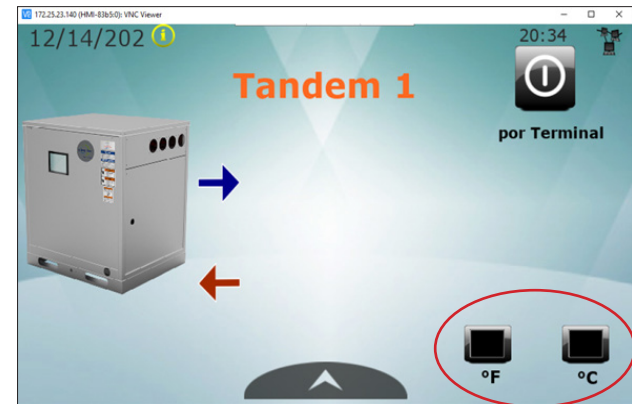 172.25.23.140 (HMI-83b5:0): VNC Viewer
12/14/202
20:34
Tandem 1
por Terminal
°F
°C